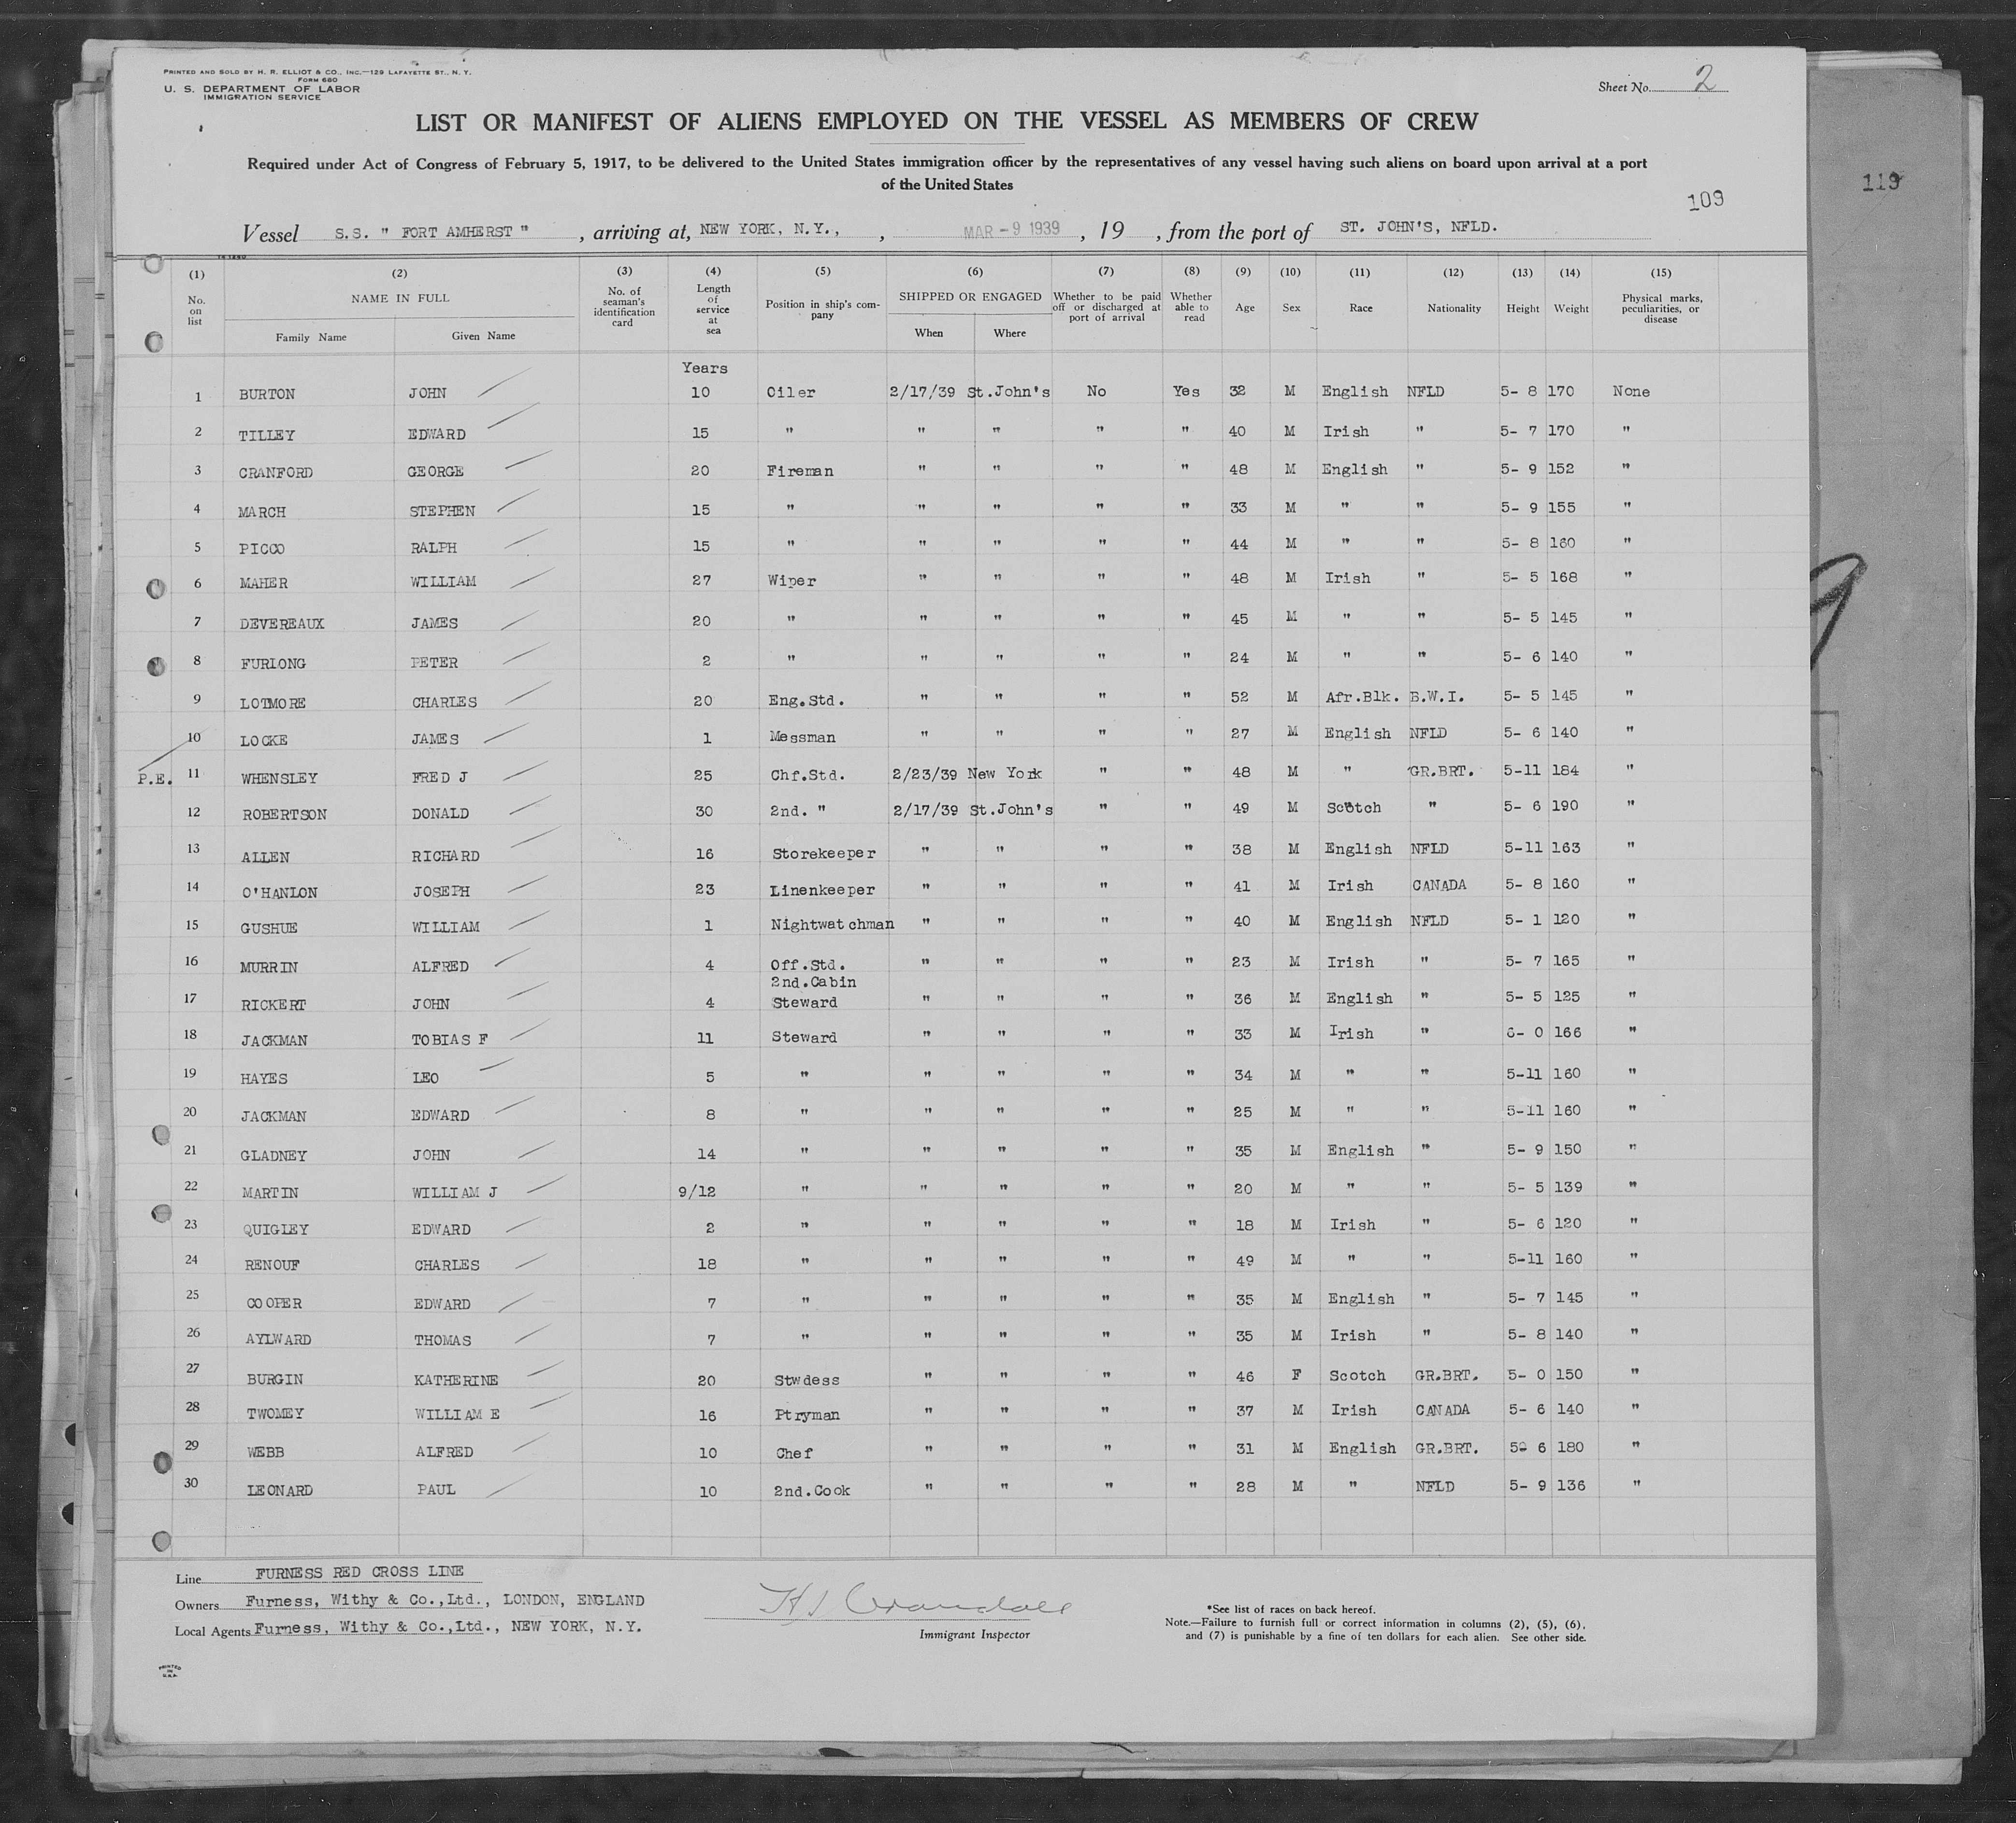 PRINTED AND SOLD BY H. R. ELLIOT & CO., INC.—129 LAFAYETTE ST., N. Y.
FORM 680
U. S. DEPARTMENT OF LABOR
IMMIGRATION SERVICE
Sheet No. 2
LIST OR MANIFEST OF ALIENS EMPLOYED ON THE VESSEL AS MEMBERS OF CREW
Required under Act of Congress of February 5, 1917, to be delivered to the United States immigration officer by the representatives of any vessel having such aliens on board upon arrival at a port
of the United States
109
119
Vessel S.S. " FORT AMHERST ", arriving at, NEW YORK, N.Y., , MAR - 9 1939, 19 , from the port of ST. JOHN'S, NFLD.
(1) (2) (3) (4) (5) (6) (7) (8) (9) (10) (11) (12) (13) (14) (15)
No. on list NAME IN FULL Family Name Given Name No. of seaman's identification card Length of service at sea Position in ship's company SHIPPED OR ENGAGED When Where Whether to be paid off or discharged at port of arrival Whether able to read Age Sex Race Nationality Height Weight Physical marks, peculiarities, or disease
Years
1 BURTON JOHN 10 Oiler 2/17/39 St.John's No Yes 32 M English NFLD 5- 8 170 None
2 TILLEY EDWARD 15 " " " " " 40 M Irish " 5- 7 170 "
3 CRANFORD GEORGE 20 Fireman " " " " 48 M English " 5- 9 152 "
4 MARCH STEPHEN 15 " " " " " 33 M " " 5- 9 155 "
5 PICCO RALPH 15 " " " " " 44 M " " 5- 8 160 "
6 MAHER WILLIAM 27 Wiper " " " " 48 M Irish " 5- 5 168 "
7 DEVEREAUX JAMES 20 " " " " " 45 M " " 5- 5 145 "
8 FURLONG PETER 2 " " " " " 24 M " " 5- 6 140 "
9 LOTMORE CHARLES 20 Eng.Std. " " " " 52 M Afr.Blk. B.W.I. 5- 5 145 "
10 LOCKE JAMES 1 Messman " " " " 27 M English NFLD 5- 6 140 "
P.E. 11 WHENSLEY FRED J 25 Chf.Std. 2/23/39 New York " " 48 M " GR.BRT. 5-11 184 "
12 ROBERTSON DONALD 30 2nd. " 2/17/39 St.John's " " 49 M Scotch " 5- 6 190 "
13 ALLEN RICHARD 16 Storekeeper " " " " 38 M English NFLD 5-11 163 "
14 O'HANLON JOSEPH 23 Linenkeeper " " " " 41 M Irish CANADA 5- 8 160 "
15 GUSHUE WILLIAM 1 Nightwatchman " " " " 40 M English NFLD 5- 1 120 "
16 MURRIN ALFRED 4 Off.Std. " " " " 23 M Irish " 5- 7 165 "
2nd.Cabin
17 RICKERT JOHN 4 Steward " " " " 36 M English " 5- 5 125 "
18 JACKMAN TOBIAS F 11 Steward " " " " 33 M Irish " 6- 0 166 "
19 HAYES LEO 5 " " " " " 34 M " " 5-11 160 "
20 JACKMAN EDWARD 8 " " " " " 25 M " " 5-11 160 "
21 GLADNEY JOHN 14 " " " " " 35 M English " 5- 9 150 "
22 MARTIN WILLIAM J 9/12 " " " " " 20 M " " 5- 5 139 "
23 QUIGLEY EDWARD 2 " " " " " 18 M Irish " 5- 6 120 "
24 RENOUF CHARLES 18 " " " " " 49 M " " 5-11 160 "
25 COOPER EDWARD 7 " " " " " 35 M English " 5- 7 145 "
26 AYLWARD THOMAS 7 " " " " " 35 M Irish " 5- 8 140 "
27 BURGIN KATHERINE 20 Stwdess " " " " 46 F Scotch GR.BRT. 5- 0 150 "
28 TWOMEY WILLIAM E 16 Ptryman " " " " 37 M Irish CANADA 5- 6 140 "
29 WEBB ALFRED 10 Chef " " " " 31 M English GR.BRT. 5- 6 180 "
30 LEONARD PAUL 10 2nd.Cook " " " " 28 M " NFLD 5- 9 136 "
Line FURNESS RED CROSS LINE
Owners Furness, Withy & Co.,Ltd., LONDON, ENGLAND
Local Agents Furness, Withy & Co.,Ltd., NEW YORK, N.Y.
Immigrant Inspector
*See list of races on back hereof.
Note.—Failure to furnish full or correct information in columns (2), (5), (6),
and (7) is punishable by a fine of ten dollars for each alien. See other side.
PRINTED
IN
U.S.A.